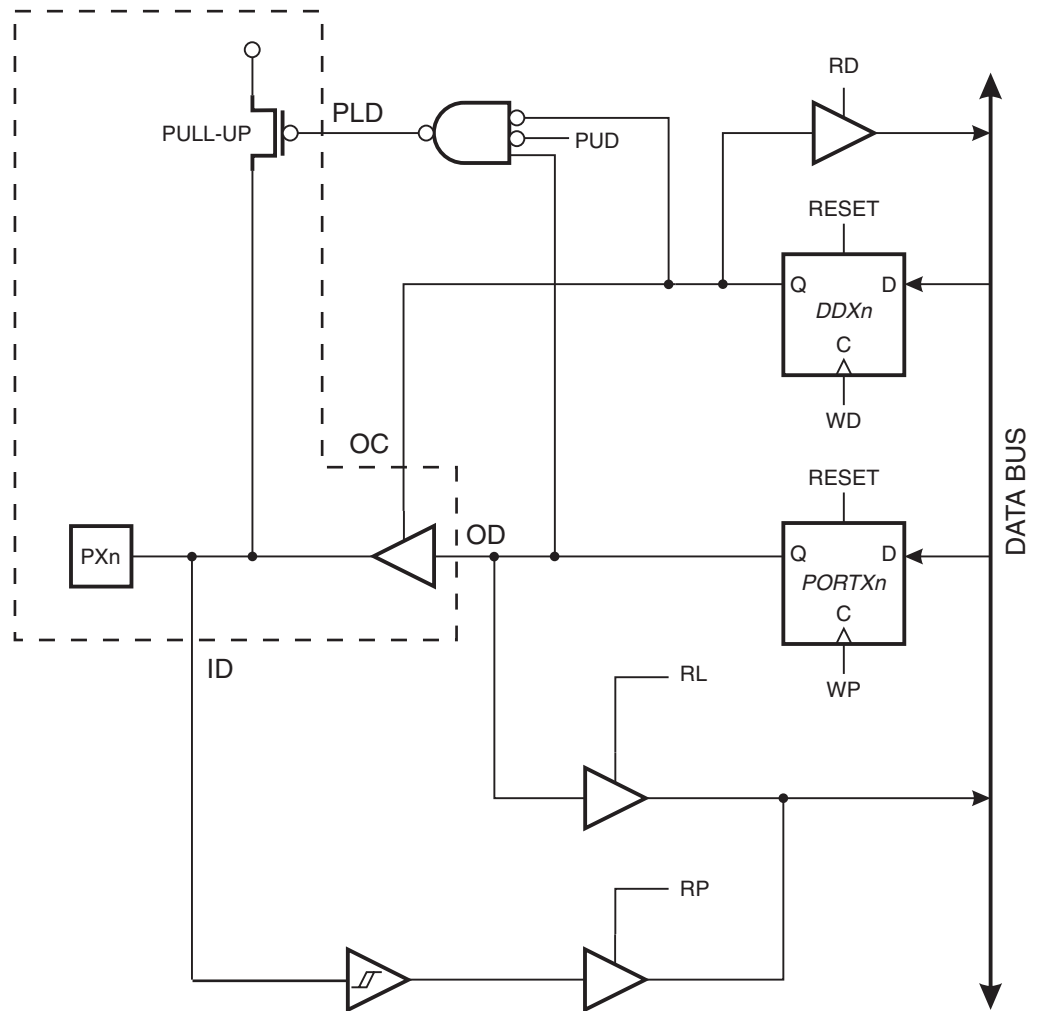 RD
PLD
PULL-UP
PUD
RESET
Q D
DDXn
C
WD
OC
RESET
DATA BUS
PXn
OD
Q D
PORTXn
C
WP
ID
RL
RP